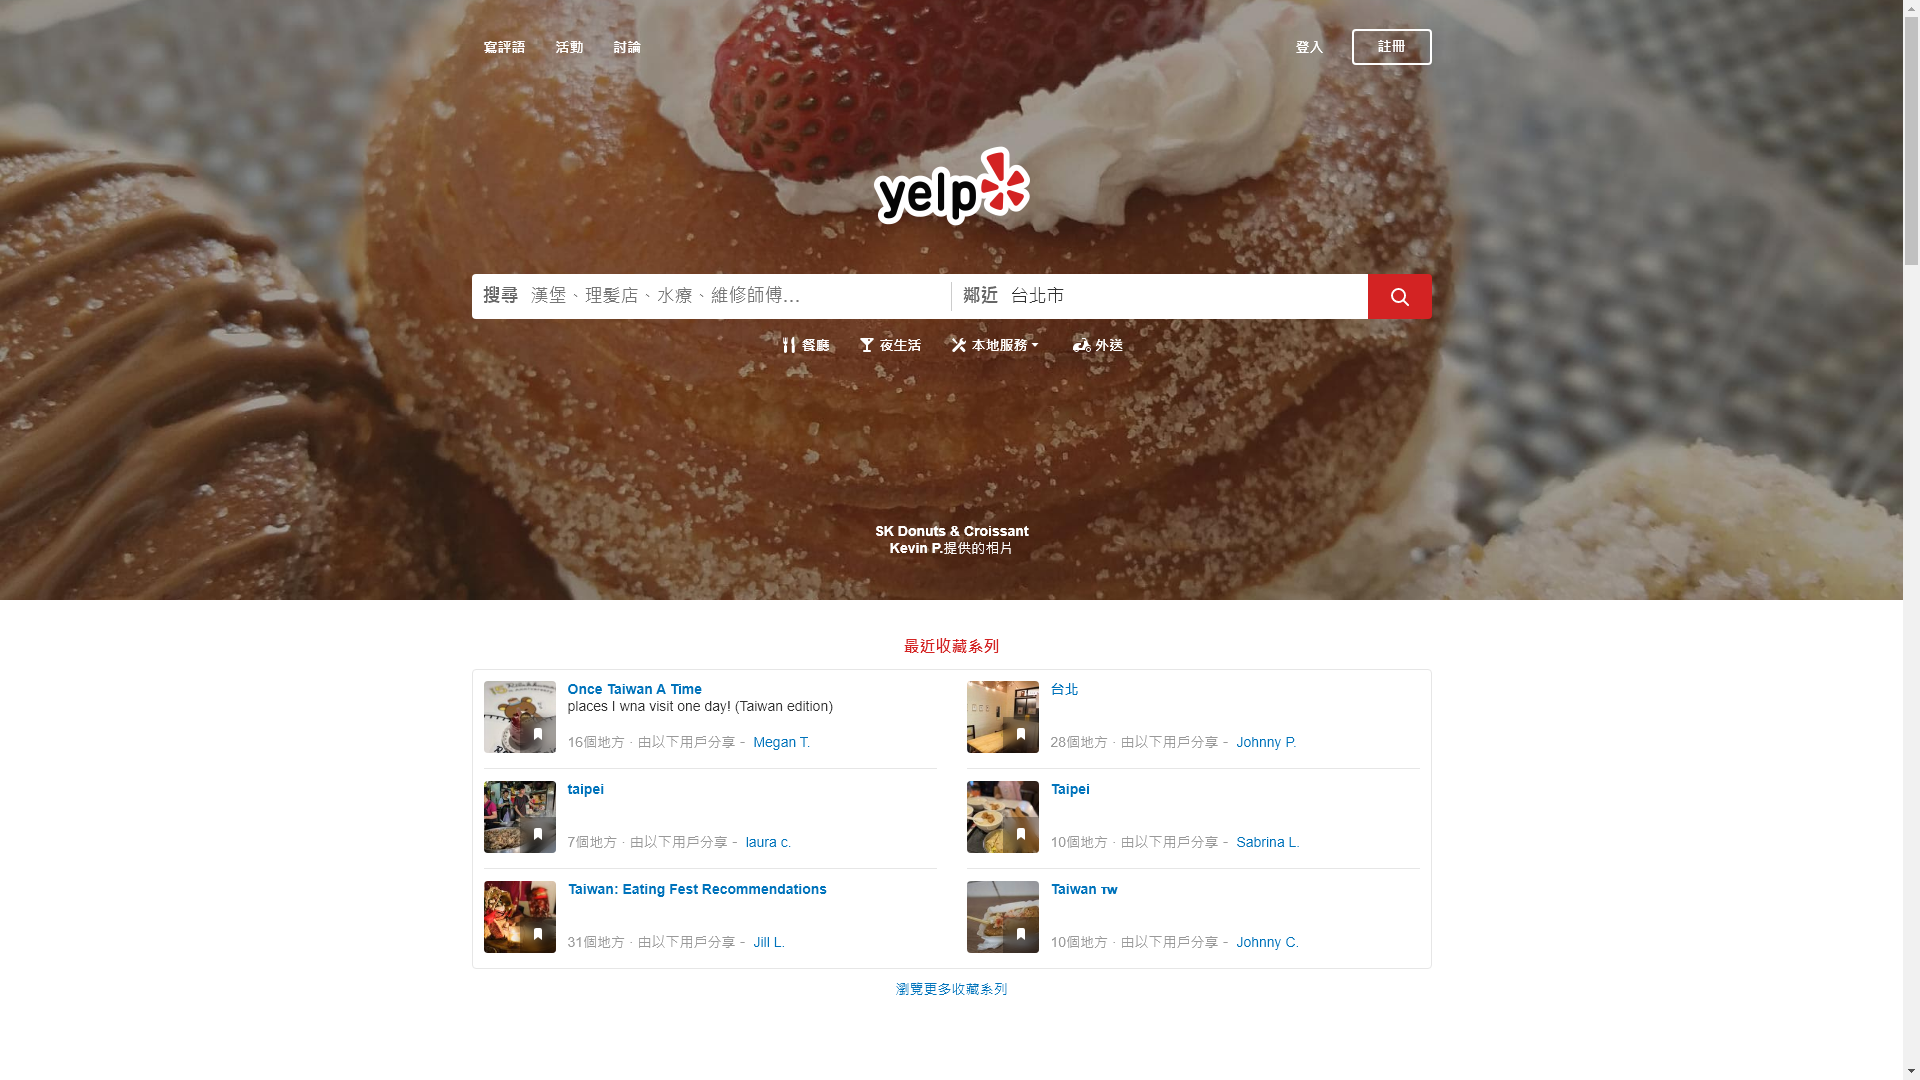 寫評語 活動 討論 登入 註冊
yelp
搜尋 漢堡、理髮店、水療、維修師傅... 鄰近 台北市
餐廳 夜生活 本地服務 外送
SK Donuts & Croissant
Kevin P.提供的相片
最近收藏系列
Once Taiwan A Time
places I wna visit one day! (Taiwan edition)
16個地方 · 由以下用戶分享 - Megan T.
台北
28個地方 · 由以下用戶分享 - Johnny P.
taipei
7個地方 · 由以下用戶分享 - laura c.
Taipei
10個地方 · 由以下用戶分享 - Sabrina L.
Taiwan: Eating Fest Recommendations
31個地方 · 由以下用戶分享 - Jill L.
Taiwan 🇹🇼
10個地方 · 由以下用戶分享 - Johnny C.
瀏覽更多收藏系列